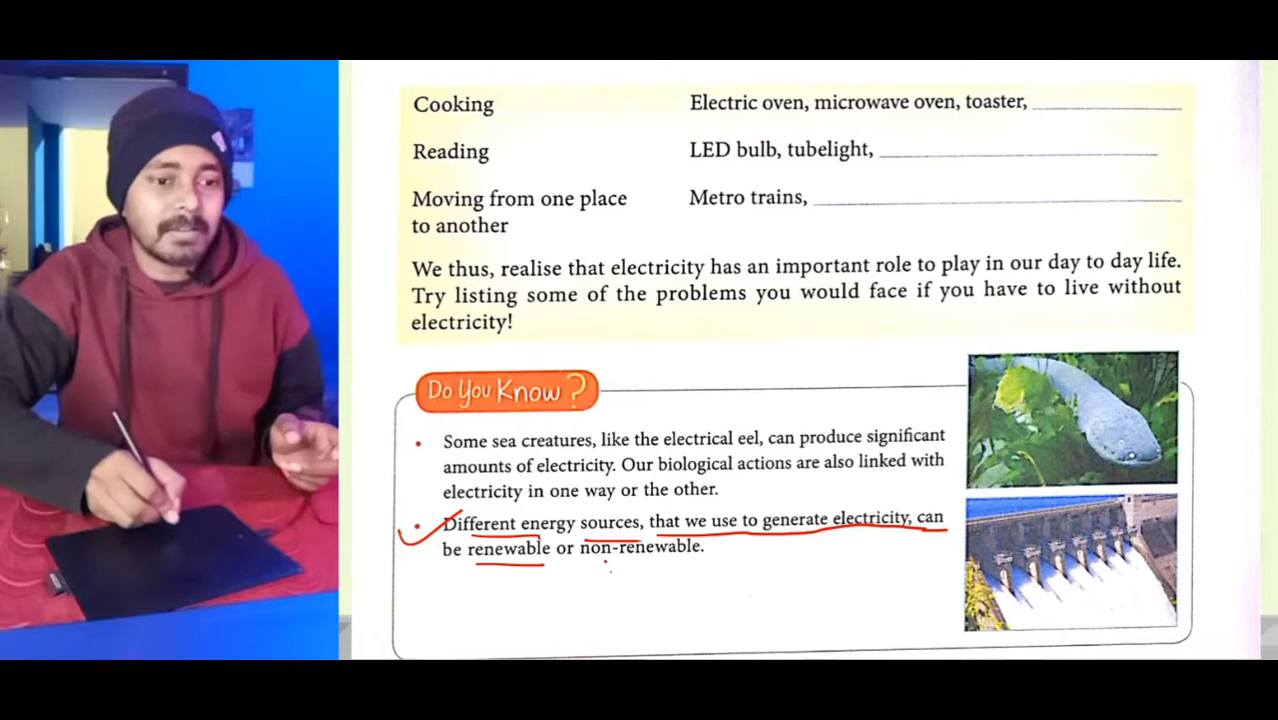 Cooking Electric oven, microwave oven, toaster,
Reading LED bulb, tubelight,
Moving from one place Metro trains,
to another
We thus, realise that electricity has an important role to play in our day to day life.
Try listing some of the problems you would face if you have to live without
electricity!
Do You Know?
• Some sea creatures, like the electrical eel, can produce significant
amounts of electricity. Our biological actions are also linked with
electricity in one way or the other.
• Different energy sources, that we use to generate electricity, can
be renewable or non-renewable.